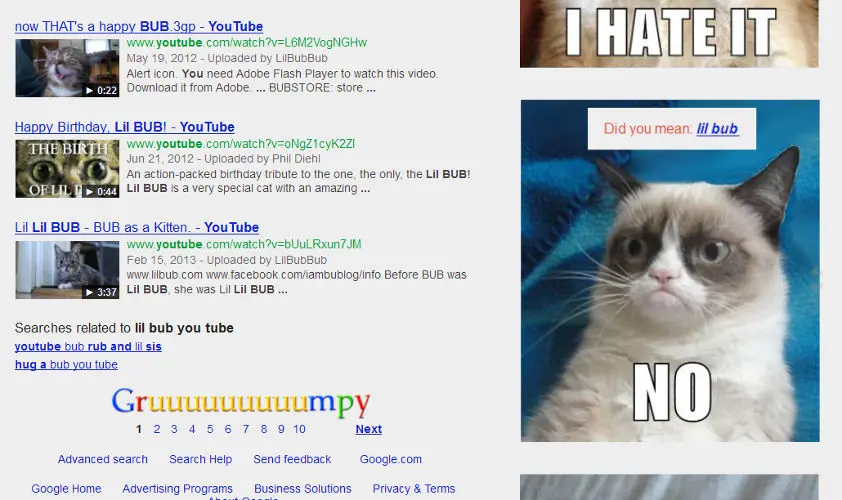 now THAT's a happy BUB.3gp - YouTube
www.youtube.com/watch?v=L6M2VogNGHw
May 19, 2012 - Uploaded by LilBubBub
Alert icon. You need Adobe Flash Player to watch this video.
Download it from Adobe. ... BUBSTORE: store ...
► 0:22
Happy Birthday, Lil BUB! - YouTube
www.youtube.com/watch?v=oNgZ1cyK2ZI
Jun 21, 2012 - Uploaded by Phil Diehl
An action-packed birthday tribute to the one, the only, the Lil BUB!
Lil BUB is a very special cat with an amazing ...
THE BIRTH
OF LIL
► 0:44
Lil Lil BUB - BUB as a Kitten. - YouTube
www.youtube.com/watch?v=bUuLRxun7JM
Feb 15, 2013 - Uploaded by LilBubBub
www.lilbub.com www.facebook.com/iambublog/info Before BUB was
Lil BUB, she was Lil Lil BUB ...
► 3:37
Searches related to lil bub you tube
youtube bub rub and lil sis
hug a bub you tube
Gruuuuuuuuuumpy
1 2 3 4 5 6 7 8 9 10 Next
Advanced search Search Help Send feedback Google.com
Google Home Advertising Programs Business Solutions Privacy & Terms
About Google
I HATE IT
Did you mean: lil bub
NO